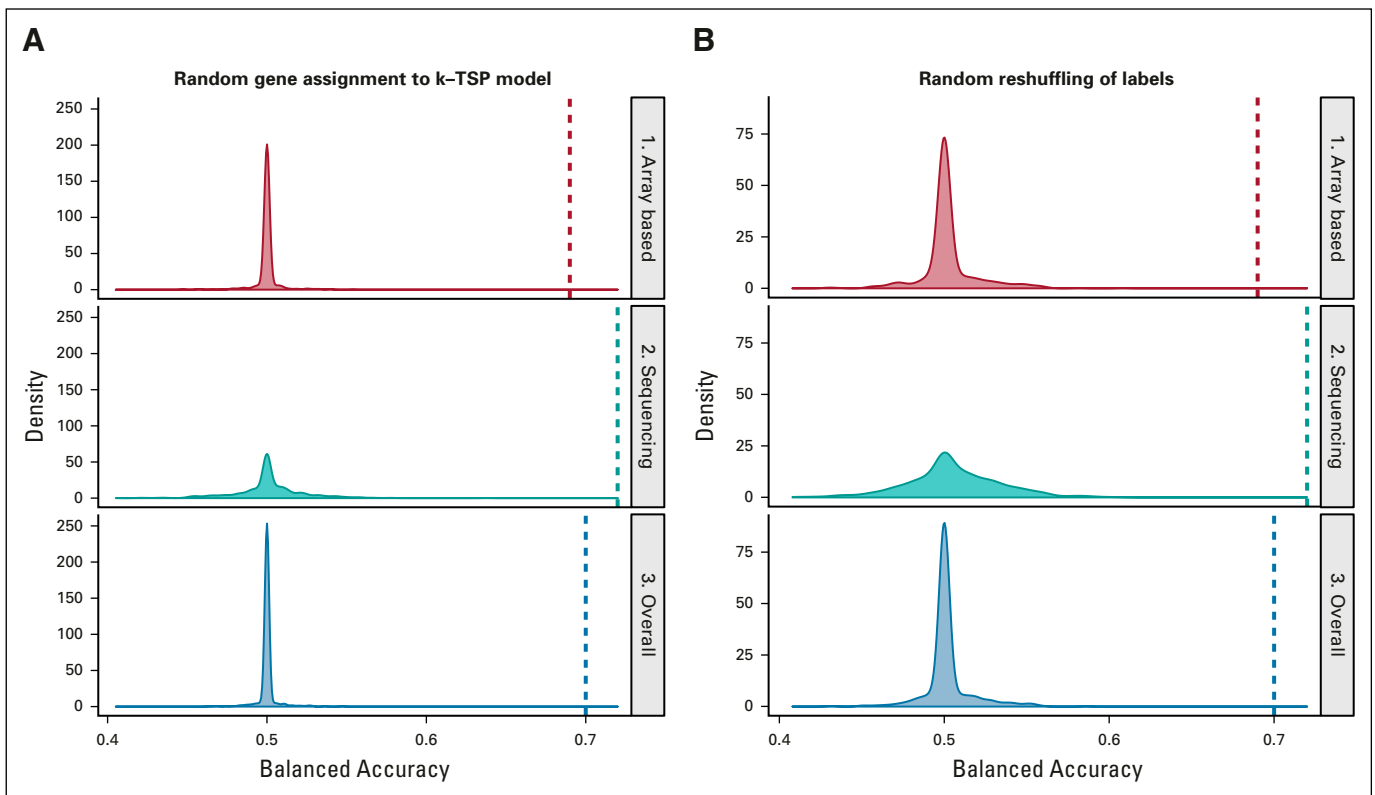 A
Random gene assignment to k–TSP model
250
200
150
100
50
0
1. Array based
250
200
150
100
50
0
2. Sequencing
250
200
150
100
50
0
3. Overall
Density
0.4
0.5
0.6
0.7
Balanced Accuracy
B
Random reshuffling of labels
75
50
25
0
1. Array based
75
50
25
0
2. Sequencing
75
50
25
0
3. Overall
Density
0.4
0.5
0.6
0.7
Balanced Accuracy